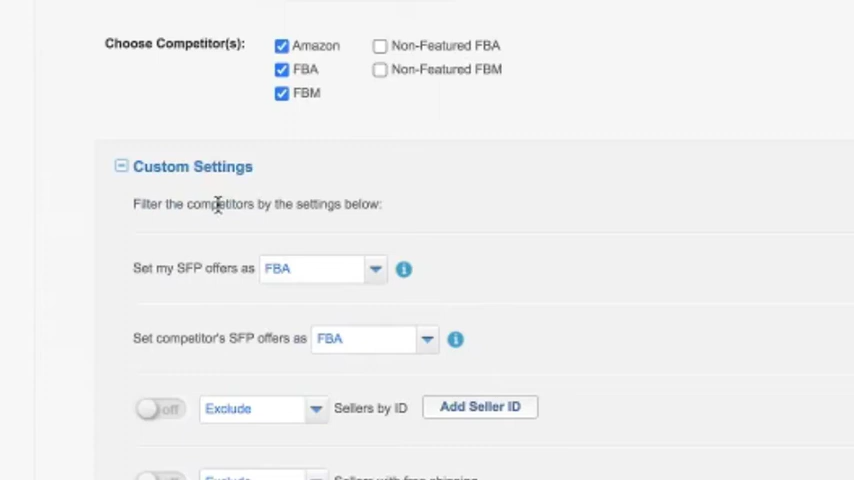 Choose Competitor(s):
Amazon
Non-Featured FBA
FBA
Non-Featured FBM
FBM
Custom Settings
Filter the competitors by the settings below:
Set my SFP offers as FBA
Set competitor's SFP offers as FBA
off Exclude Sellers by ID Add Seller ID
Exclude Sellers with free shipping